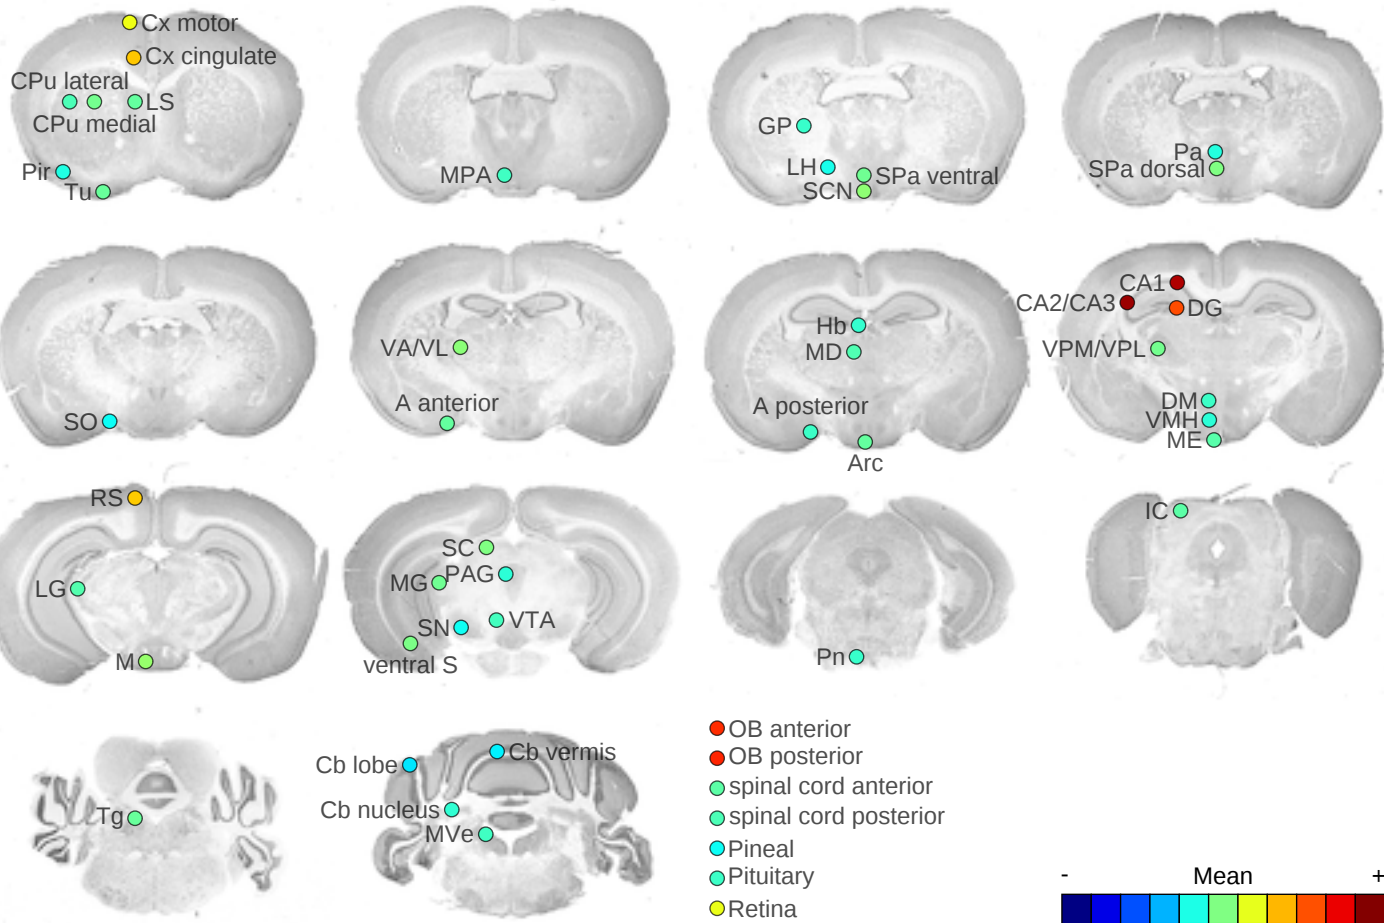 Cx motor
Cx cingulate
CPu lateral
LS
CPu medial
Pir
Tu
MPA
GP
LH
SPa ventral
SCN
Pa
SPa dorsal
SO
VA/VL
A anterior
Hb
MD
A posterior
Arc
CA1
CA2/CA3
DG
VPM/VPL
DM
VMH
ME
RS
LG
M
SC
MG
PAG
SN
VTA
ventral S
Pn
IC
Tg
Cb lobe
Cb vermis
Cb nucleus
MVe
OB anterior
OB posterior
spinal cord anterior
spinal cord posterior
Pineal
Pituitary
Retina
- Mean +